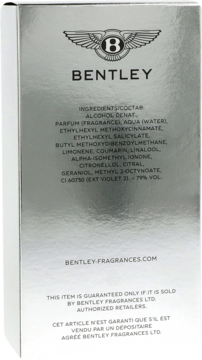 B
BENTLEY
INGREDIENTS/СОСТАВ:
ALCOHOL DENAT.,
PARFUM (FRAGRANCE), AQUA (WATER),
ETHYLHEXYL METHOXYCINNAMATE,
ETHYLHEXYL SALICYLATE,
BUTYL METHOXYDIBENZOYLMETHANE,
LIMONENE, COUMARIN, LINALOOL,
ALPHA-ISOMETHYL IONONE,
CITRONELLOL, CITRAL,
GERANIOL, METHYL 2-OCTYNOATE,
CI 60730 (EXT VIOLET 2). – 79% VOL.
BENTLEY-FRAGRANCES.COM
THIS ITEM IS GUARANTEED ONLY IF IT IS SOLD
BY BENTLEY FRAGRANCES LTD.
AUTHORIZED RETAILERS.
CET ARTICLE N'EST GARANTI QUE S'IL EST
VENDU PAR UN DÉPOSITAIRE
AGRÉÉ BENTLEY FRAGRANCES LTD.